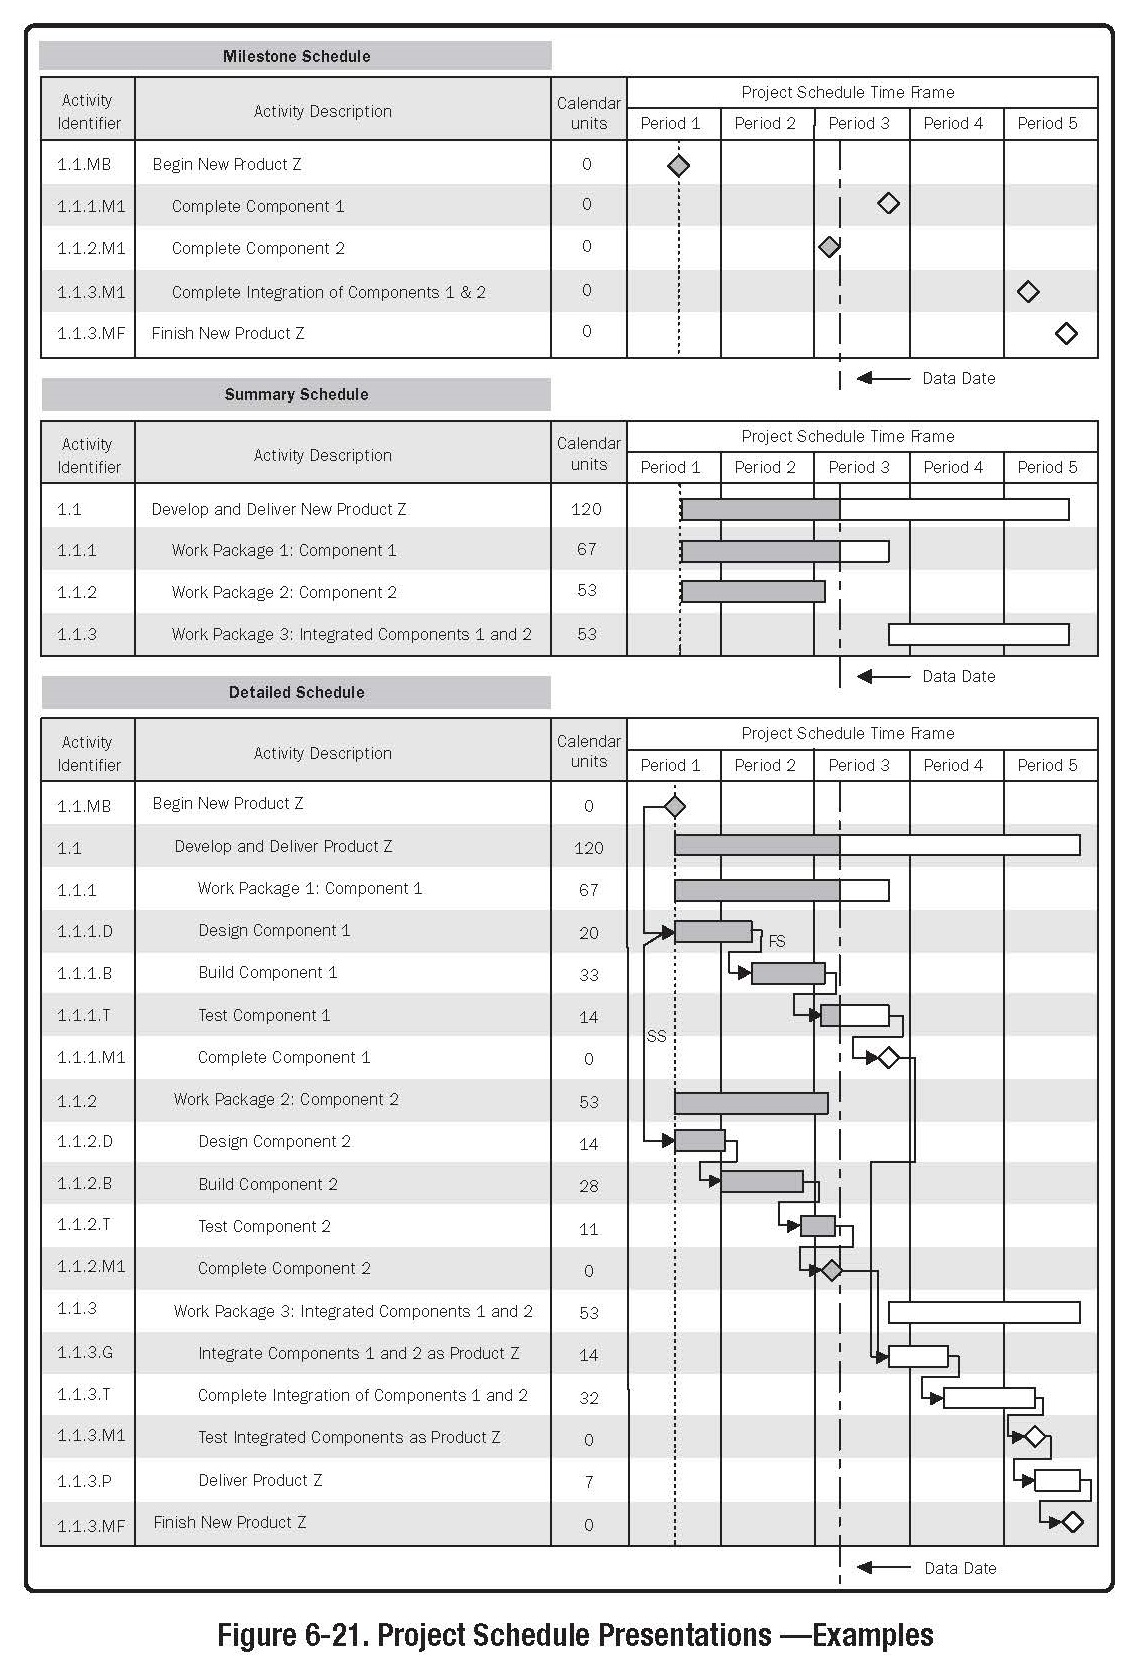 Milestone Schedule
Activity Identifier Activity Description Calendar units Project Schedule Time Frame
Period 1 Period 2 Period 3 Period 4 Period 5
1.1.MB Begin New Product Z 0
1.1.1.M1 Complete Component 1 0
1.1.2.M1 Complete Component 2 0
1.1.3.M1 Complete Integration of Components 1 & 2 0
1.1.3.MF Finish New Product Z 0
Data Date
Summary Schedule
Activity Identifier Activity Description Calendar units Project Schedule Time Frame
Period 1 Period 2 Period 3 Period 4 Period 5
1.1 Develop and Deliver New Product Z 120
1.1.1 Work Package 1: Component 1 67
1.1.2 Work Package 2: Component 2 53
1.1.3 Work Package 3: Integrated Components 1 and 2 53
Data Date
Detailed Schedule
Activity Identifier Activity Description Calendar units Project Schedule Time Frame
Period 1 Period 2 Period 3 Period 4 Period 5
1.1.MB Begin New Product Z 0
1.1 Develop and Deliver Product Z 120
1.1.1 Work Package 1: Component 1 67
1.1.1.D Design Component 1 20 FS
1.1.1.B Build Component 1 33
1.1.1.T Test Component 1 14
SS
1.1.1.M1 Complete Component 1 0
1.1.2 Work Package 2: Component 2 53
1.1.2.D Design Component 2 14
1.1.2.B Build Component 2 28
1.1.2.T Test Component 2 11
1.1.2.M1 Complete Component 2 0
1.1.3 Work Package 3: Integrated Components 1 and 2 53
1.1.3.G Integrate Components 1 and 2 as Product Z 14
1.1.3.T Complete Integration of Components 1 and 2 32
1.1.3.M1 Test Integrated Components as Product Z 0
1.1.3.P Deliver Product Z 7
1.1.3.MF Finish New Product Z 0
Data Date
Figure 6-21. Project Schedule Presentations —Examples